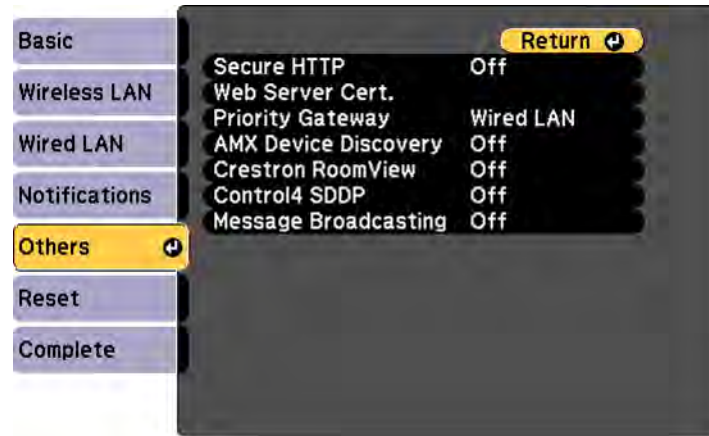 Basic
Wireless LAN
Wired LAN
Notifications
Others
Reset
Complete
Return
Secure HTTP Off
Web Server Cert.
Priority Gateway Wired LAN
AMX Device Discovery Off
Crestron RoomView Off
Control4 SDDP Off
Message Broadcasting Off